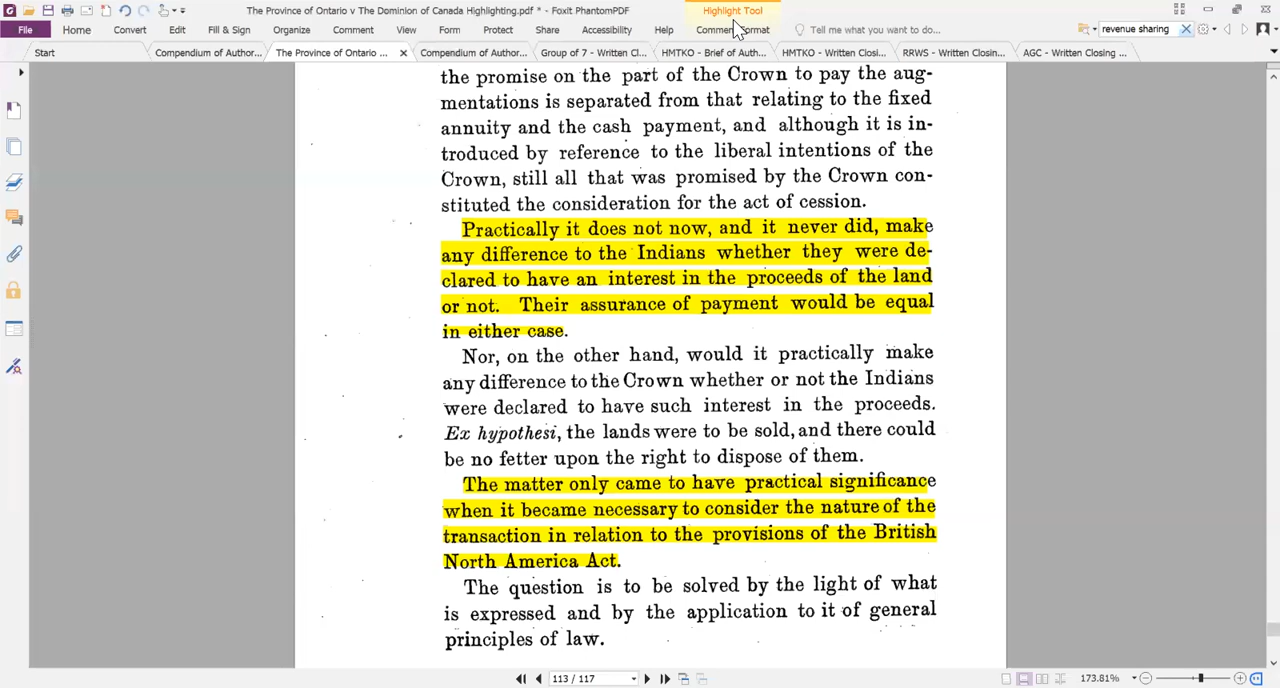 The Province of Ontario v The Dominion of Canada Highlighting.pdf * - Foxit PhantomPDF
Highlight Tool
File Home Convert Edit Fill & Sign Organize Comment View Form Protect Share Accessibility Help Comment Format Tell me what you want to do... revenue sharing
Start Compendium of Author... The Province of Ontario ... Compendium of Author... Group of 7 - Written Cl... HMTKO - Brief of Auth... HMTKO - Written Closi... RRWS - Written Closin... AGC - Written Closing ...
the promise on the part of the Crown to pay the aug-
mentations is separated from that relating to the fixed
annuity and the cash payment, and although it is in-
troduced by reference to the liberal intentions of the
Crown, still all that was promised by the Crown con-
stituted the consideration for the act of cession.
Practically it does not now, and it never did, make
any difference to the Indians whether they were de-
clared to have an interest in the proceeds of the land
or not. Their assurance of payment would be equal
in either case.
Nor, on the other hand, would it practically make
any difference to the Crown whether or not the Indians
were declared to have such interest in the proceeds.
Ex hypothesi, the lands were to be sold, and there could
be no fetter upon the right to dispose of them.
The matter only came to have practical significance
when it became necessary to consider the nature of the
transaction in relation to the provisions of the British
North America Act.
The question is to be solved by the light of what
is expressed and by the application to it of general
principles of law.
113 / 117
173.81%